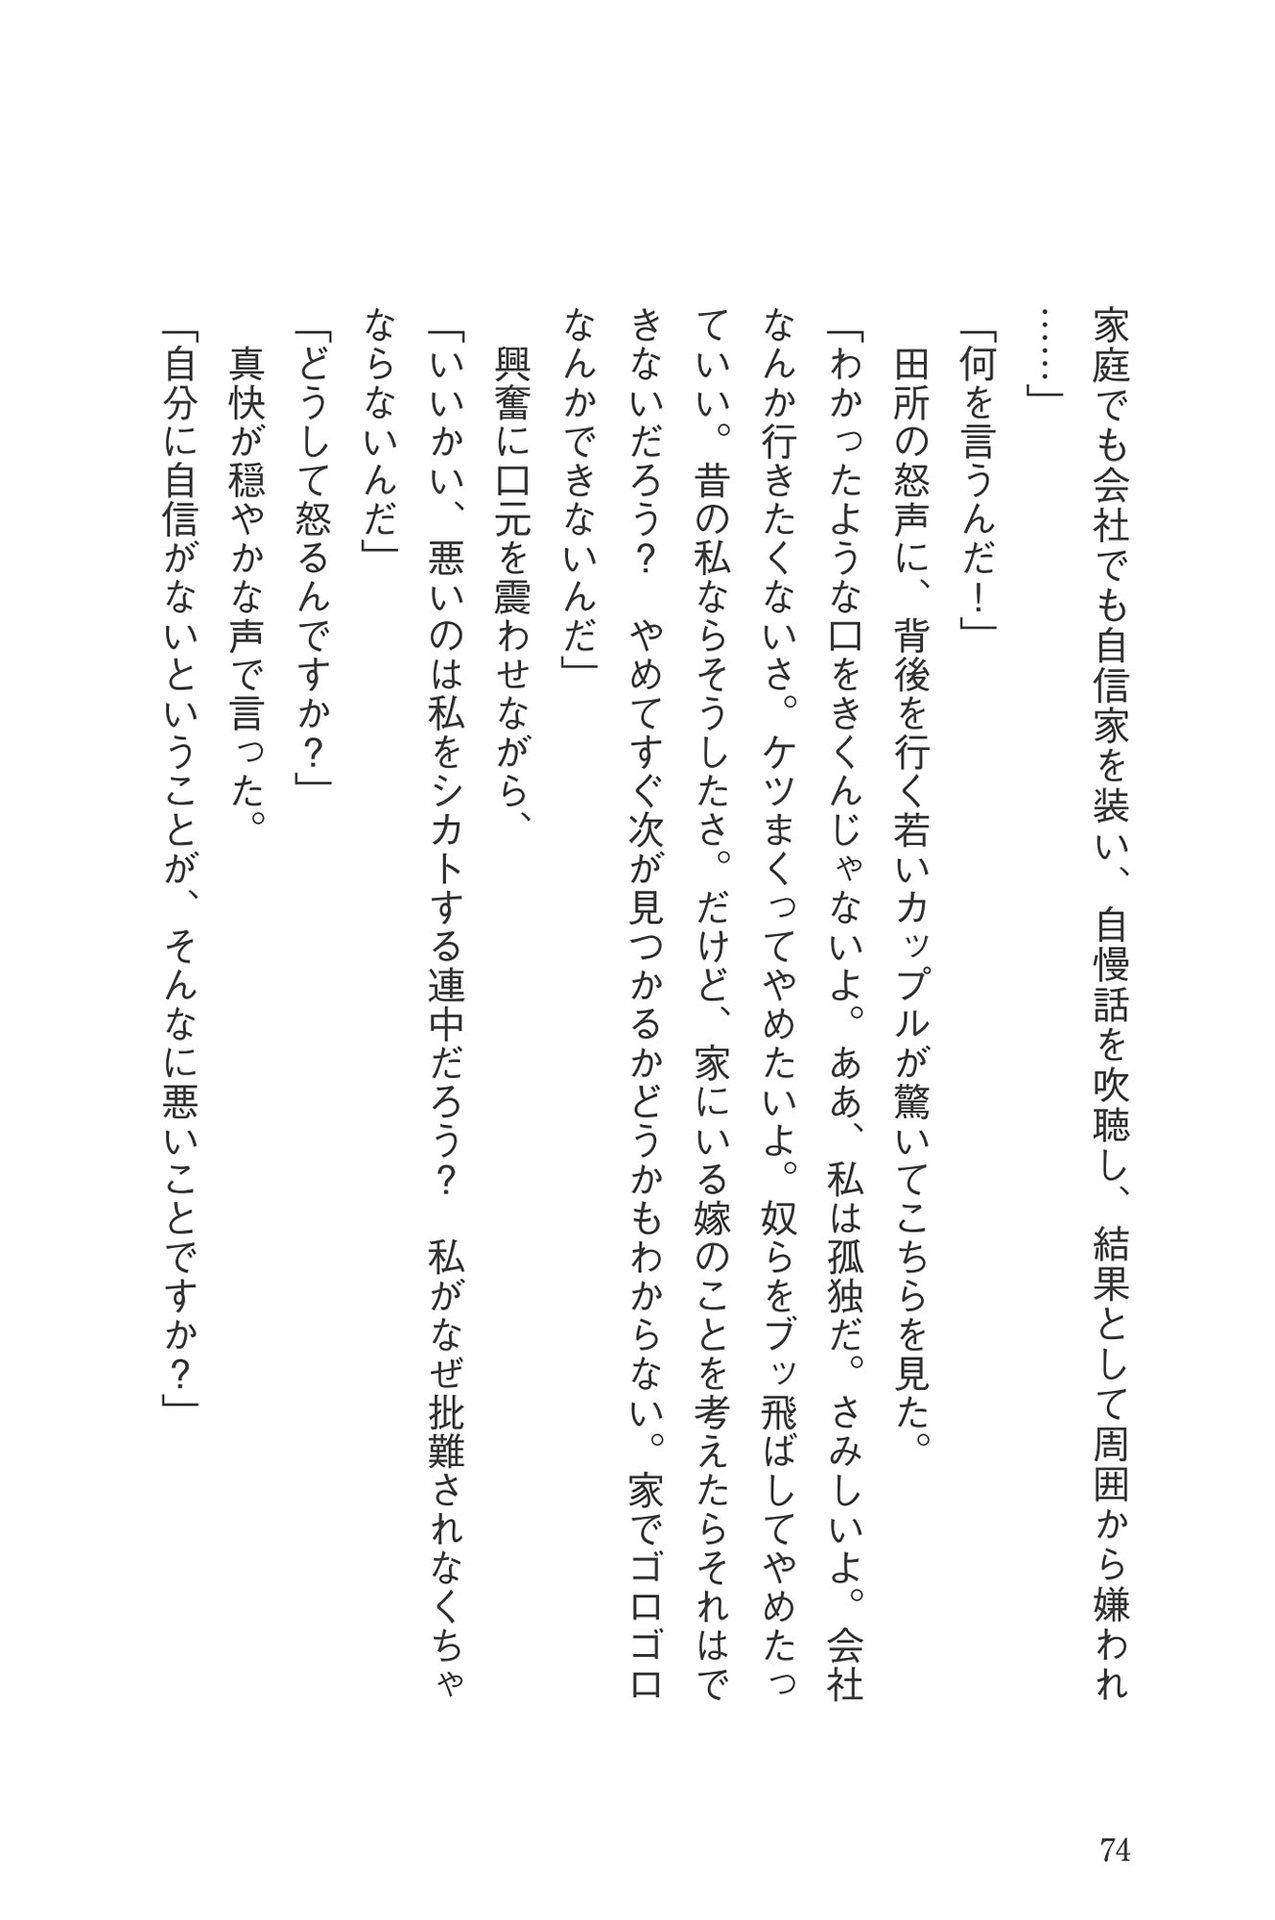 家庭でも会社でも自信家を装い、自慢話を吹聴し、結果として周囲から嫌われ
……」
「何を言うんだ！」
　田所の怒声に、背後を行く若いカップルが驚いてこちらを見た。
「わかったような口をきくんじゃないよ。ああ、私は孤独だ。さみしいよ。会社
なんか行きたくないさ。ケツまくってやめたいよ。奴らをブッ飛ばしてやめたっ
ていい。昔の私ならそうしたさ。だけど、家にいる嫁のことを考えたらそれはで
きないだろう？　やめてすぐ次が見つかるかどうかもわからない。家でゴロゴロ
なんかできないんだ」
　興奮に口元を震わせながら、
「いいかい、悪いのは私をシカトする連中だろう？　私がなぜ批難されなくちゃ
ならないんだ」
「どうして怒るんですか？」
　真快が穏やかな声で言った。
「自分に自信がないということが、そんなに悪いことですか？」
74